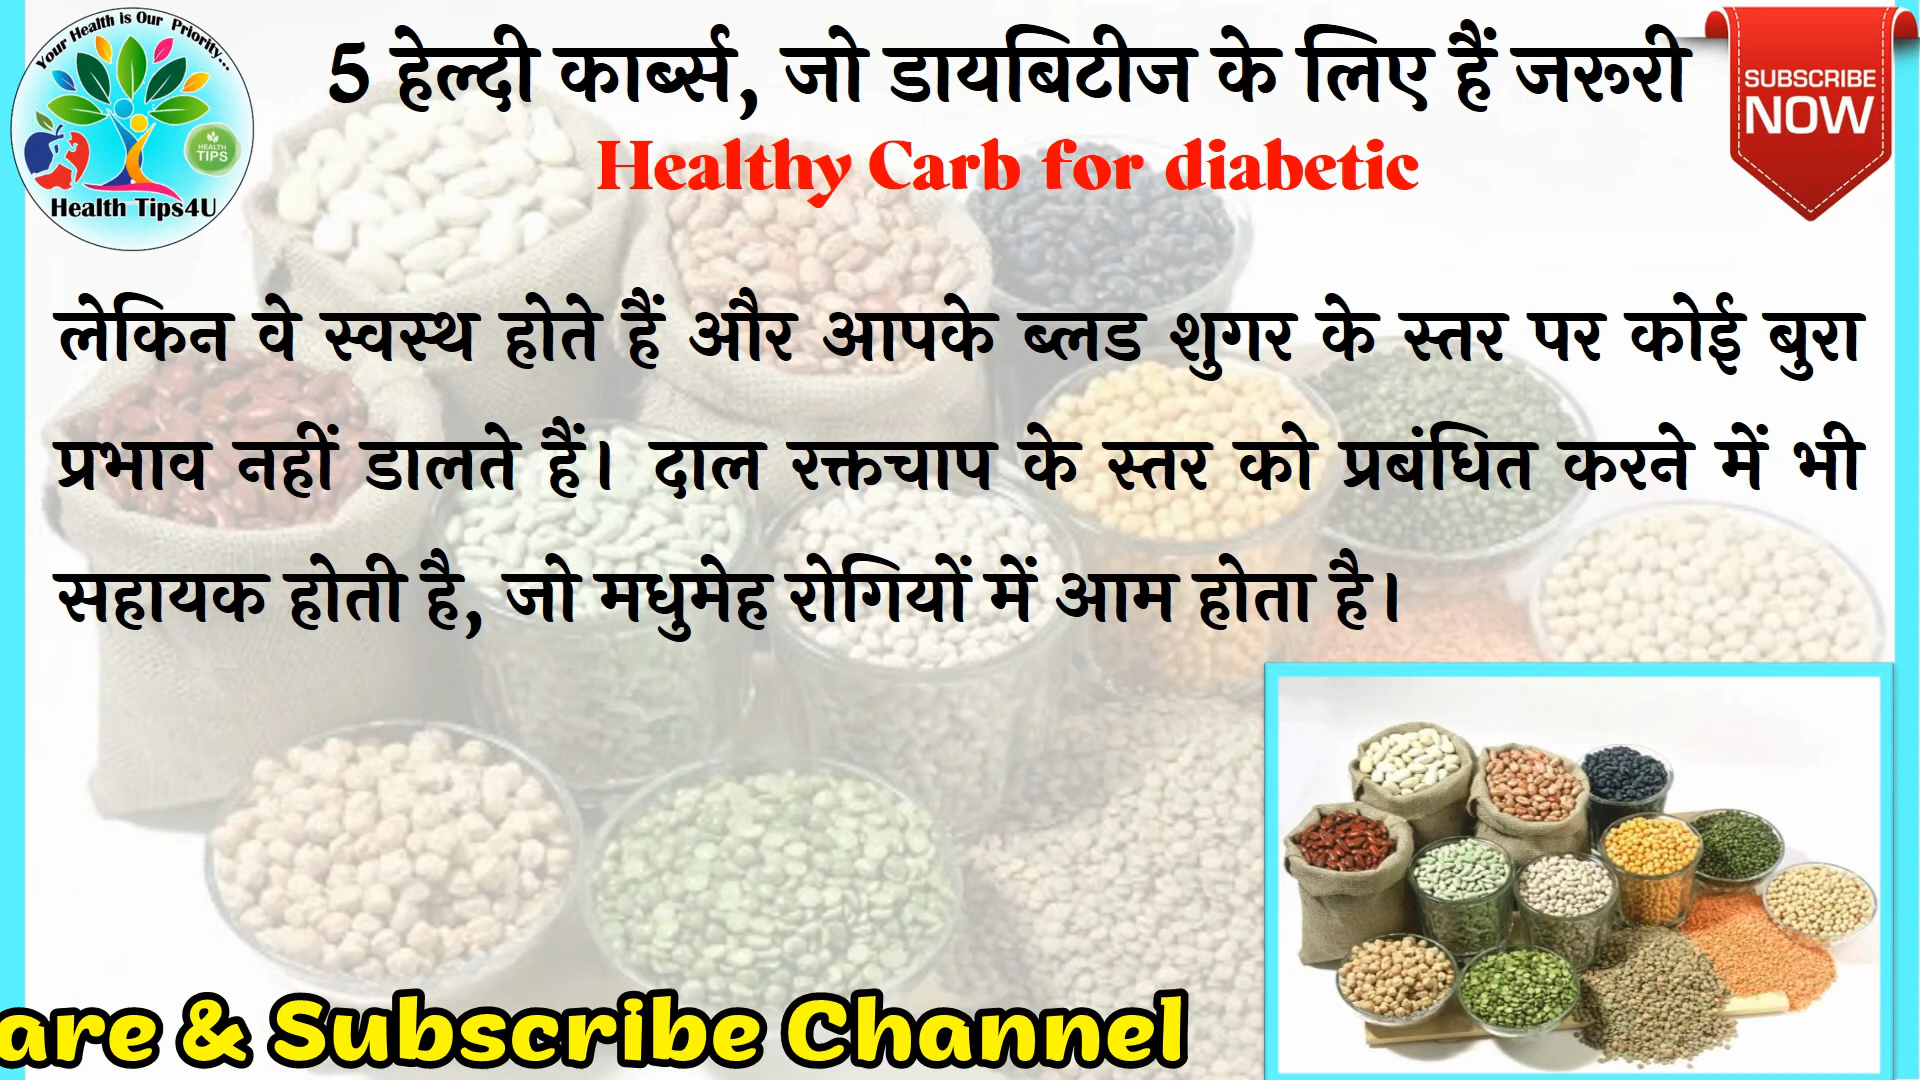 Your Health is Our Priority...
HEALTH
TIPS
Health Tips4U
5 हेल्दी कार्ब्स, जो डायबिटीज के लिए हैं जरूरी
Healthy Carb for diabetic
SUBSCRIBE
NOW
लेकिन वे स्वस्थ होते हैं और आपके ब्लड शुगर के स्तर पर कोई बुरा
प्रभाव नहीं डालते हैं। दाल रक्तचाप के स्तर को प्रबंधित करने में भी
सहायक होती है, जो मधुमेह रोगियों में आम होता है।
are & Subscribe Channel